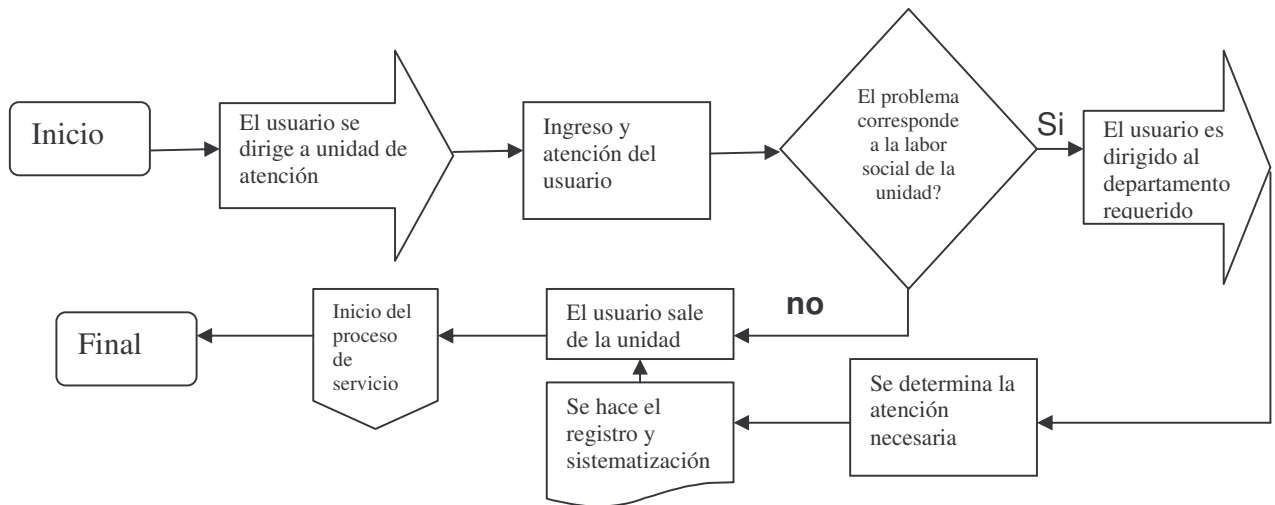 Inicio
El usuario se
dirige a unidad de
atención
Ingreso y
atención del
usuario
El problema
corresponde
a la labor
social de la
unidad?
Si
El usuario es
dirigido al
departamento
requerido
no
Se determina la
atención
necesaria
Se hace el
registro y
sistematización
El usuario sale
de la unidad
Inicio del
proceso
de
servicio
Final